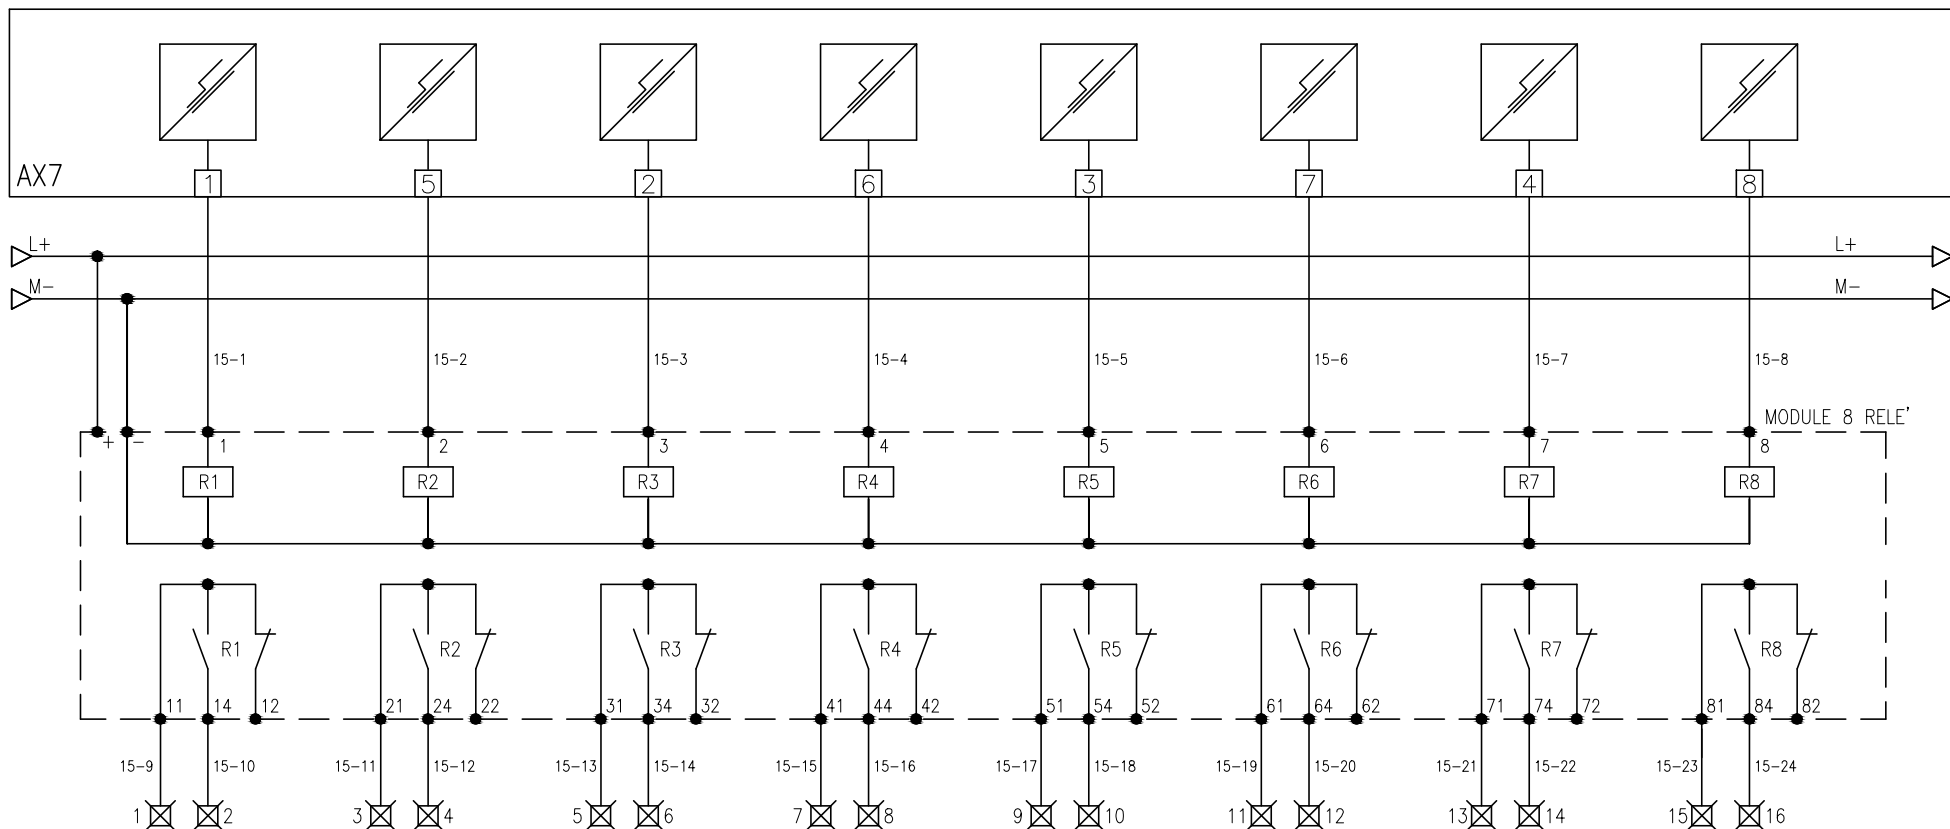 AX7
1 5 2 6 3 7 4 8
L+ L+
M- M-
15-1 15-2 15-3 15-4 15-5 15-6 15-7 15-8
MODULE 8 RELE'
+ - 1 2 3 4 5 6 7 8
R1 R2 R3 R4 R5 R6 R7 R8
R1 R2 R3 R4 R5 R6 R7 R8
11 14 12 21 24 22 31 34 32 41 44 42 51 54 52 61 64 62 71 74 72 81 84 82
15-9 15-10 15-11 15-12 15-13 15-14 15-15 15-16 15-17 15-18 15-19 15-20 15-21 15-22 15-23 15-24
1 2 3 4 5 6 7 8 9 10 11 12 13 14 15 16